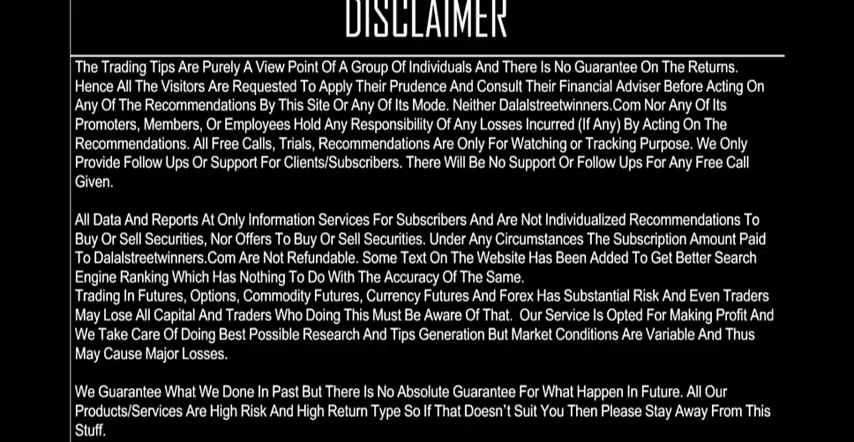 DISCLAIMER
The Trading Tips Are Purely A View Point Of A Group Of Individuals And There Is No Guarantee On The Returns.
Hence All The Visitors Are Requested To Apply Their Prudence And Consult Their Financial Adviser Before Acting On
Any Of The Recommendations By This Site Or Any Of Its Mode. Neither Dalalstreetwinners.Com Nor Any Of Its
Promoters, Members, Or Employees Hold Any Responsibility Of Any Losses Incurred (If Any) By Acting On The
Recommendations. All Free Calls, Trials, Recommendations Are Only For Watching or Tracking Purpose. We Only
Provide Follow Ups Or Support For Clients/Subscribers. There Will Be No Support Or Follow Ups For Any Free Call
Given.
All Data And Reports At Only Information Services For Subscribers And Are Not Individualized Recommendations To
Buy Or Sell Securities, Nor Offers To Buy Or Sell Securities. Under Any Circumstances The Subscription Amount Paid
To Dalalstreetwinners.Com Are Not Refundable. Some Text On The Website Has Been Added To Get Better Search
Engine Ranking Which Has Nothing To Do With The Accuracy Of The Same.
Trading In Futures, Options, Commodity Futures, Currency Futures And Forex Has Substantial Risk And Even Traders
May Lose All Capital And Traders Who Doing This Must Be Aware Of That. Our Service Is Opted For Making Profit And
We Take Care Of Doing Best Possible Research And Tips Generation But Market Conditions Are Variable And Thus
May Cause Major Losses.
We Guarantee What We Done In Past But There Is No Absolute Guarantee For What Happen In Future. All Our
Products/Services Are High Risk And High Return Type So If That Doesn't Suit You Then Please Stay Away From This
Stuff.